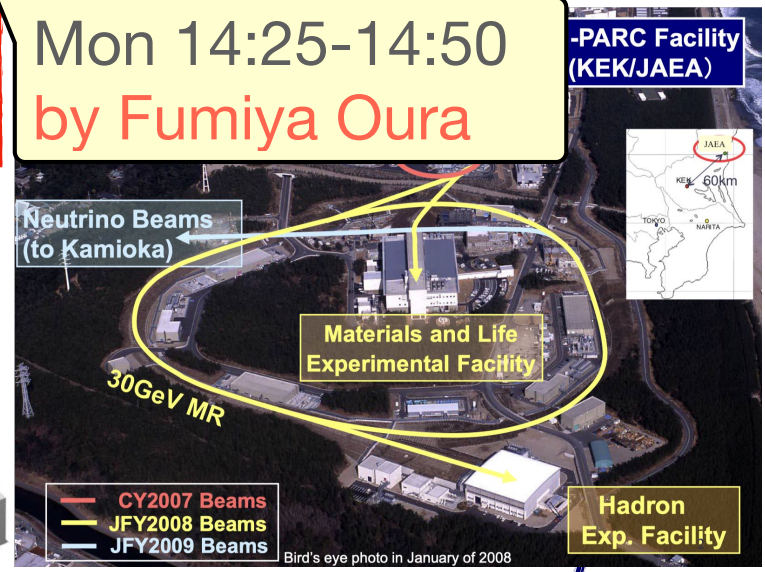 Mon 14:25-14:50
by Fumiya Oura
-PARC Facility
(KEK/JAEA）
JAEA
KEK
60km
TOKYO
NARITA
Neutrino Beams
(to Kamioka)
Materials and Life
Experimental Facility
30GeV MR
CY2007 Beams
JFY2008 Beams
JFY2009 Beams
Hadron
Exp. Facility
Bird's eye photo in January of 2008